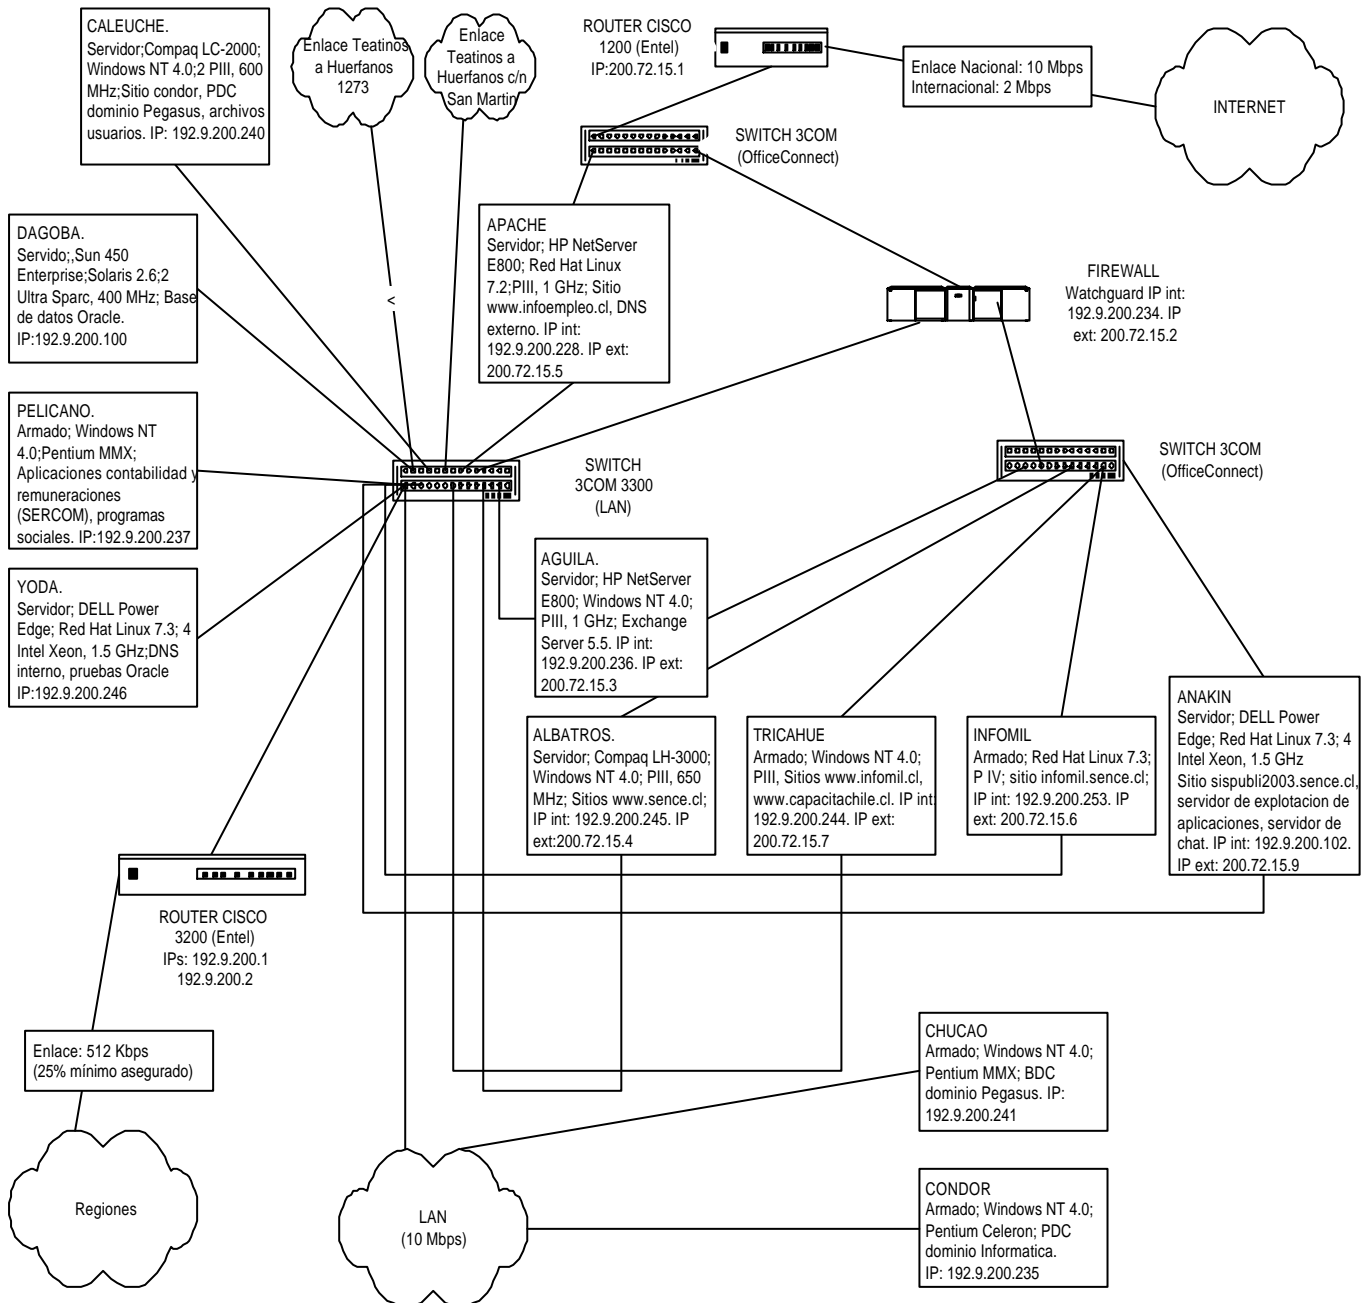 CALEUCHE.
Servidor;Compaq LC-2000;
Windows NT 4.0;2 PIII, 600
MHz;Sitio condor, PDC
dominio Pegasus, archivos
usuarios. IP: 192.9.200.240
Enlace Teatinos
a Huerfanos
1273
Enlace
Teatinos a
Huerfanos c/n
San Martin
ROUTER CISCO
1200 (Entel)
IP:200.72.15.1
Enlace Nacional: 10 Mbps
Internacional: 2 Mbps
INTERNET
SWITCH 3COM
(OfficeConnect)
DAGOBA.
Servido;,Sun 450
Enterprise;Solaris 2.6;2
Ultra Sparc, 400 MHz; Base
de datos Oracle.
IP:192.9.200.100
<
APACHE
Servidor; HP NetServer
E800; Red Hat Linux
7.2;PIII, 1 GHz; Sitio
www.infoempleo.cl, DNS
externo. IP int:
192.9.200.228. IP ext:
200.72.15.5
FIREWALL
Watchguard IP int:
192.9.200.234. IP
ext: 200.72.15.2
PELICANO.
Armado; Windows NT
4.0;Pentium MMX;
Aplicaciones contabilidad y
remuneraciones
(SERCOM), programas
sociales. IP:192.9.200.237
SWITCH
3COM 3300
(LAN)
SWITCH 3COM
(OfficeConnect)
YODA.
Servidor; DELL Power
Edge; Red Hat Linux 7.3; 4
Intel Xeon, 1.5 GHz;DNS
interno, pruebas Oracle
IP:192.9.200.246
AGUILA.
Servidor; HP NetServer
E800; Windows NT 4.0;
PIII, 1 GHz; Exchange
Server 5.5. IP int:
192.9.200.236. IP ext:
200.72.15.3
ALBATROS.
Servidor; Compaq LH-3000;
Windows NT 4.0; PIII, 650
MHz; Sitios www.sence.cl;
IP int: 192.9.200.245. IP
ext:200.72.15.4
TRICAHUE
Armado; Windows NT 4.0;
PIII, Sitios www.infomil.cl,
www.capacitachile.cl. IP int:
192.9.200.244. IP ext:
200.72.15.7
INFOMIL
Armado; Red Hat Linux 7.3;
P IV; sitio infomil.sence.cl;
IP int: 192.9.200.253. IP
ext: 200.72.15.6
ANAKIN
Servidor; DELL Power
Edge; Red Hat Linux 7.3; 4
Intel Xeon, 1.5 GHz
Sitio sispubli2003.sence.cl,
servidor de explotacion de
aplicaciones, servidor de
chat. IP int: 192.9.200.102.
IP ext: 200.72.15.9
ROUTER CISCO
3200 (Entel)
IPs: 192.9.200.1
192.9.200.2
Enlace: 512 Kbps
(25% mínimo asegurado)
Regiones
LAN
(10 Mbps)
CHUCAO
Armado; Windows NT 4.0;
Pentium MMX; BDC
dominio Pegasus. IP:
192.9.200.241
CONDOR
Armado; Windows NT 4.0;
Pentium Celeron; PDC
dominio Informatica.
IP: 192.9.200.235